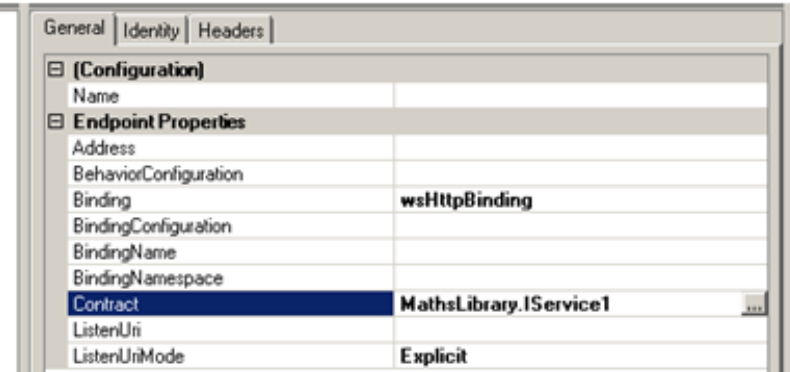 General Identity Headers
(Configuration)
Name
Endpoint Properties
Address
BehaviorConfiguration
Binding wsHttpBinding
BindingConfiguration
BindingName
BindingNamespace
Contract MathsLibrary.IService1 ...
ListenUri
ListenUriMode Explicit